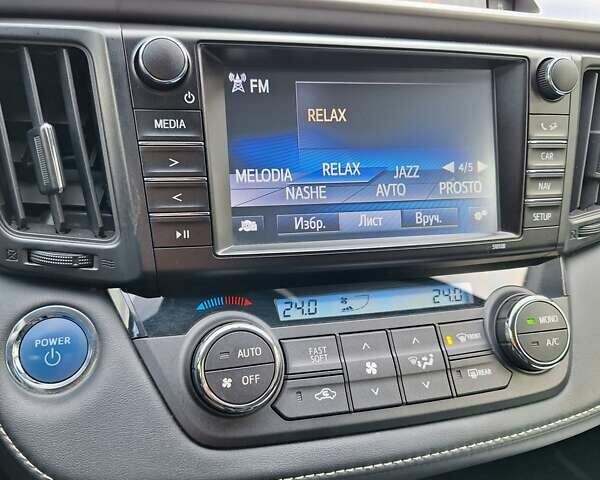 FM
RELAX
MELODIA RELAX JAZZ 4/5
NASHE AVTO PROSTO
Избр. Лист Вруч.
MEDIA
>
<
CAR
NAV
SETUP
24.0 24.0
POWER
AUTO
OFF
FAST
SOFT
FRONT
REAR
MONO
A/C